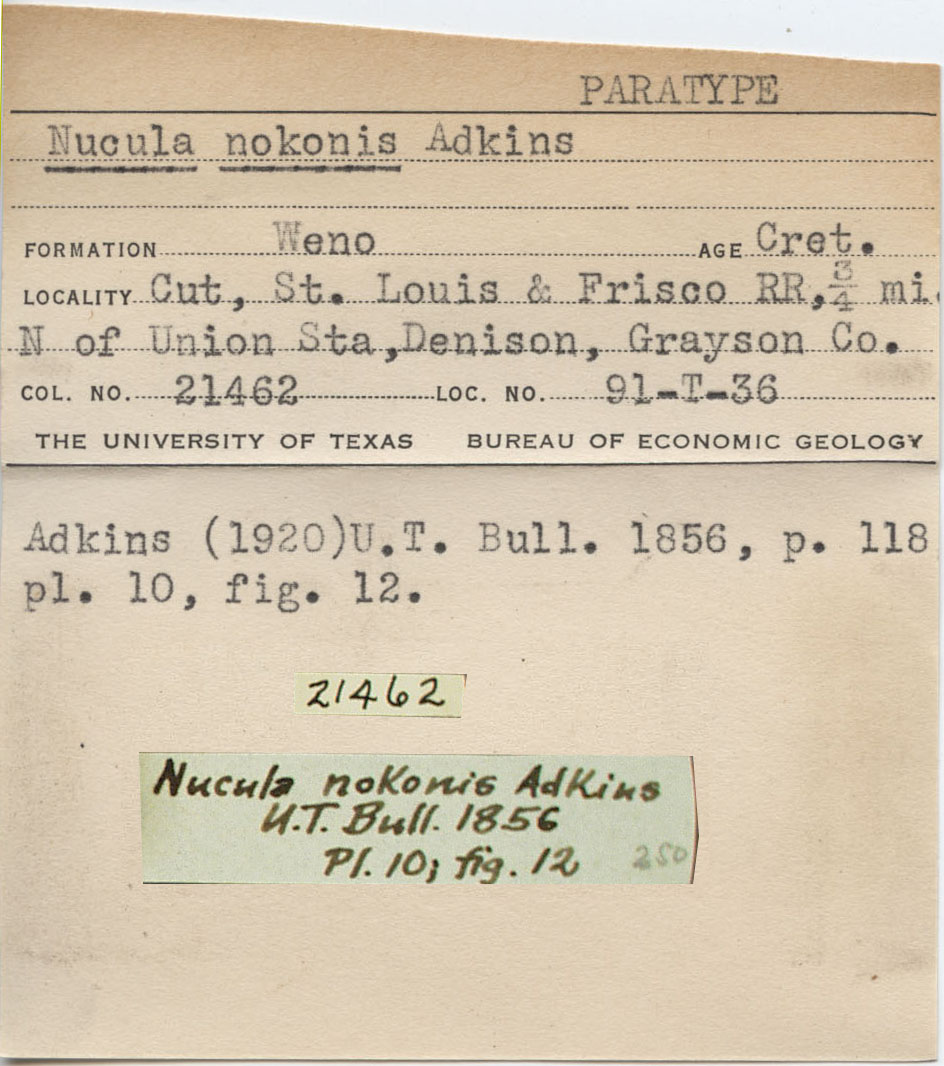 PARATYPE
Nucula nokonis Adkins
FORMATION Weno AGE Cret.
LOCALITY Cut, St. Louis & Frisco RR, 3/4 mi
N of Union Sta, Denison, Grayson Co.
COL. NO. 21462 LOC. NO. 91-T-36
THE UNIVERSITY OF TEXAS BUREAU OF ECONOMIC GEOLOGY
Adkins (1920)U.T. Bull. 1856, p. 118
pl. 10, fig. 12.
21462
Nucula nokonis Adkins
U.T. Bull. 1856
Pl. 10; fig. 12 250